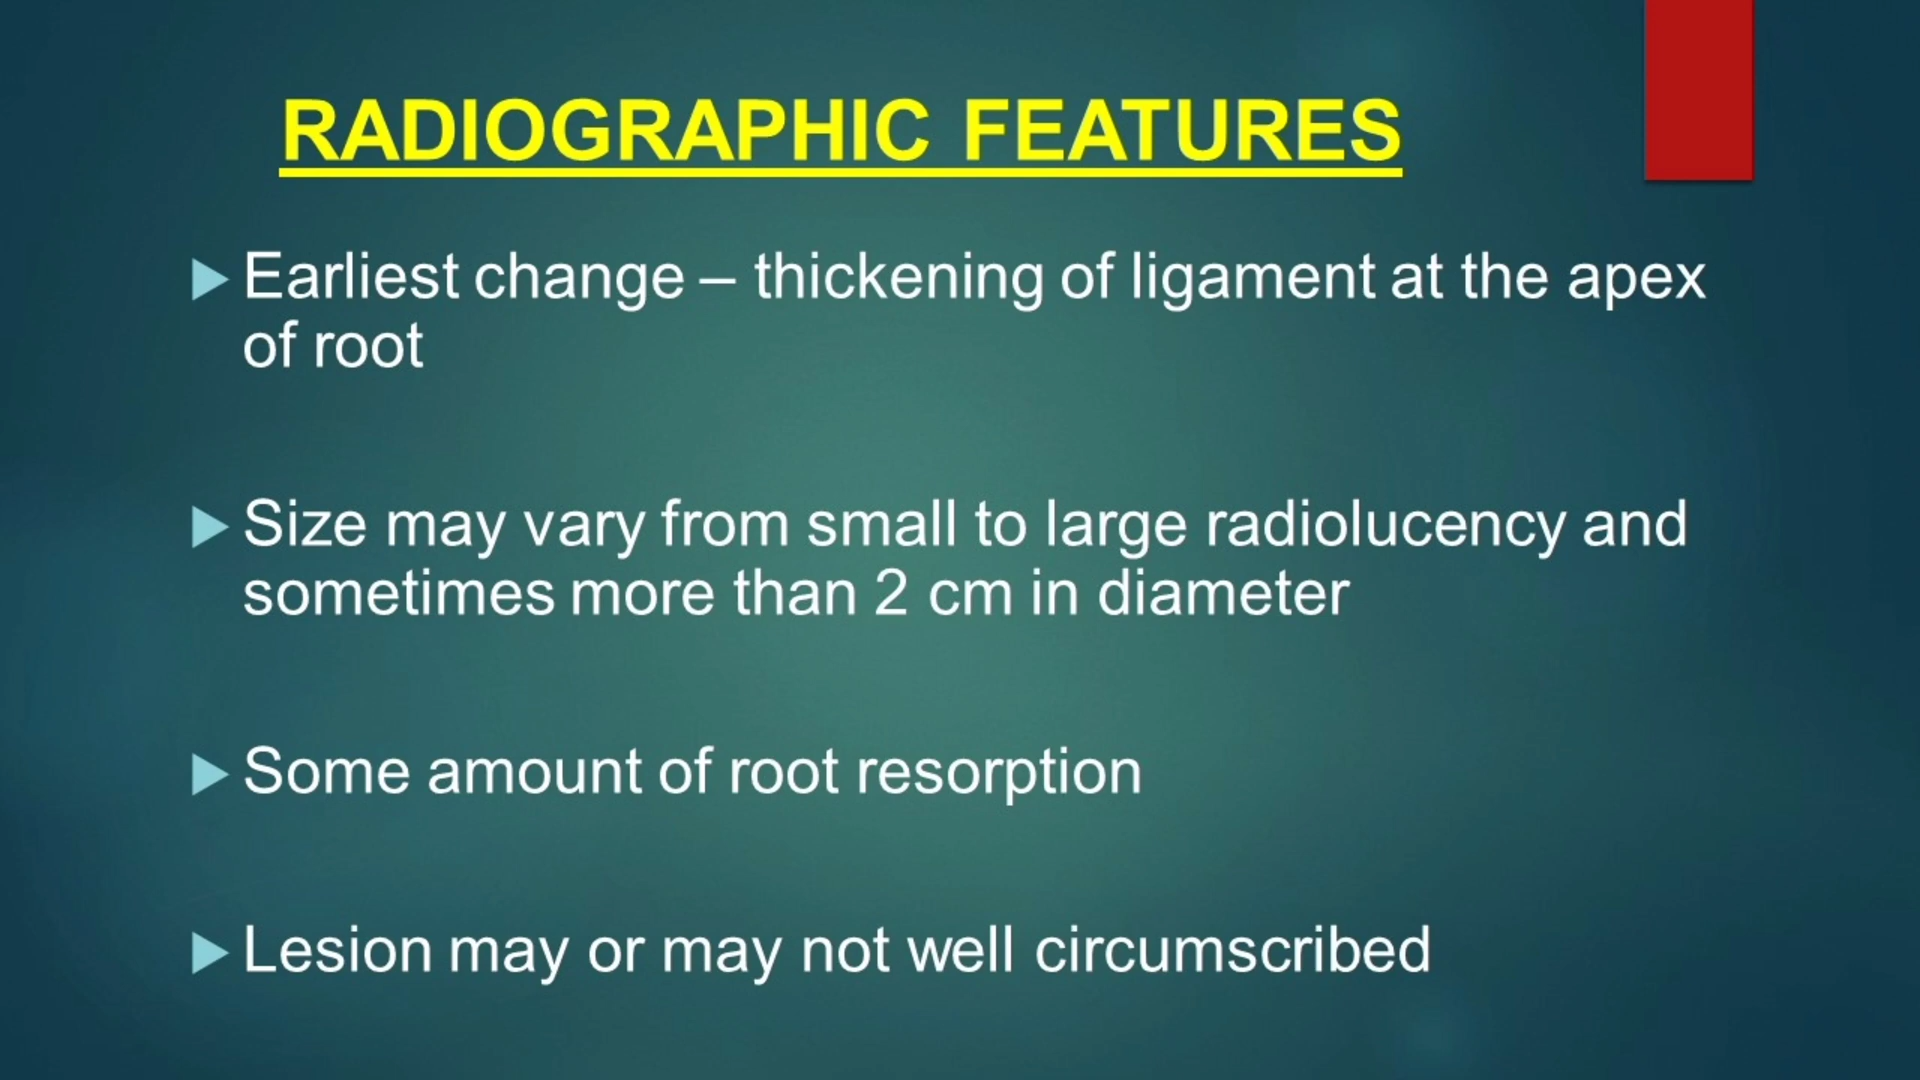 RADIOGRAPHIC FEATURES
Earliest change – thickening of ligament at the apex
of root
Size may vary from small to large radiolucency and
sometimes more than 2 cm in diameter
Some amount of root resorption
Lesion may or may not well circumscribed